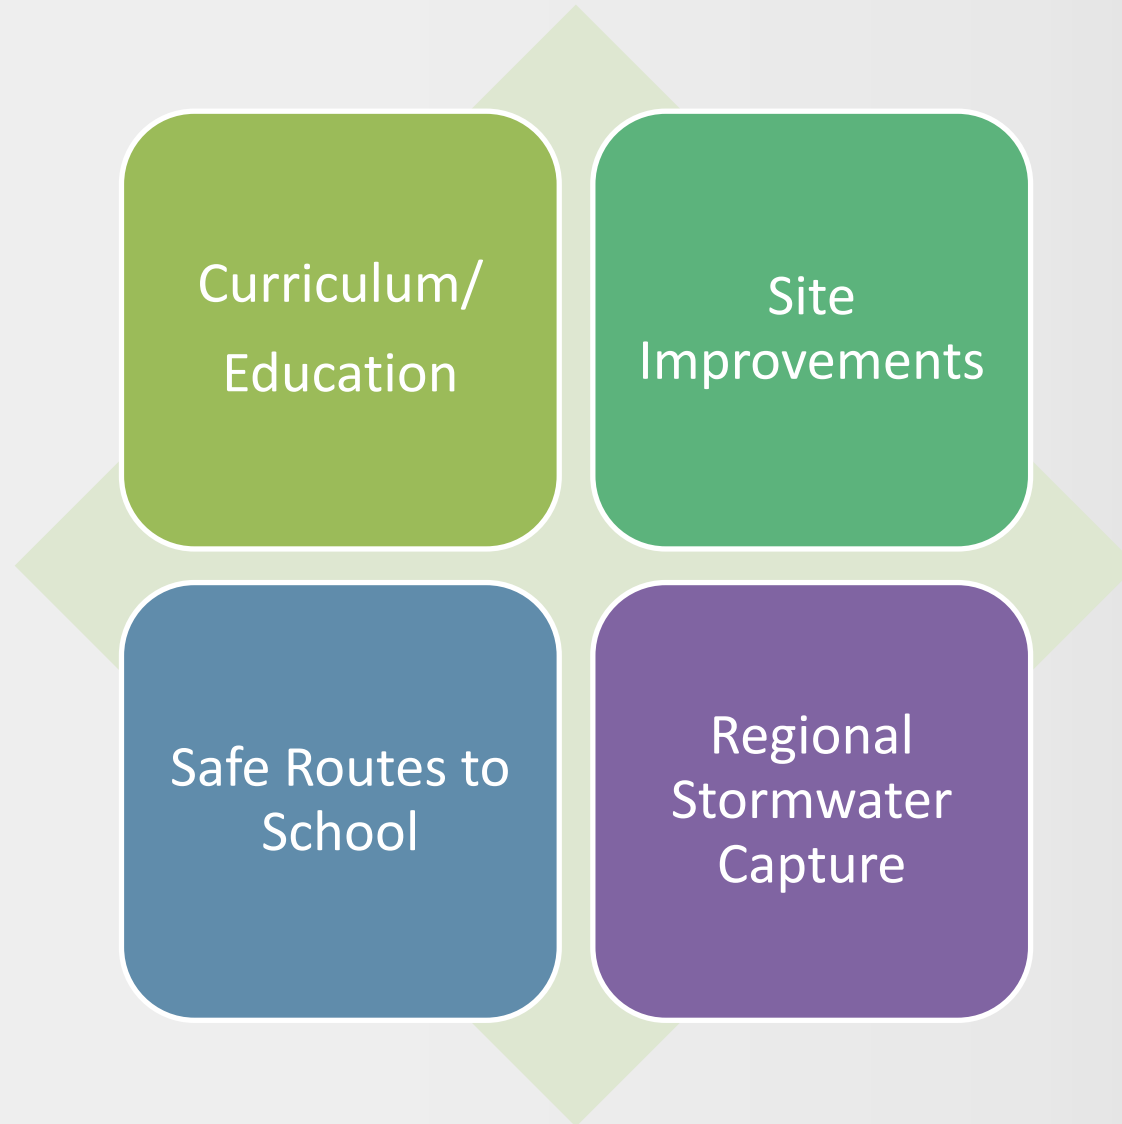 Curriculum/
Education
Site
Improvements
Safe Routes to
School
Regional
Stormwater
Capture